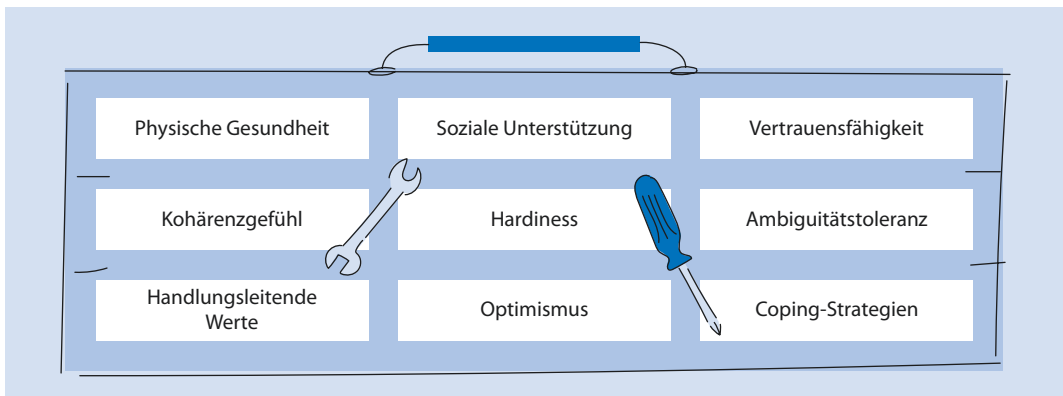 Physische Gesundheit
Soziale Unterstützung
Vertrauensfähigkeit
Kohärenzgefühl
Hardiness
Ambiguitätstoleranz
Handlungsleitende
Werte
Optimismus
Coping-Strategien